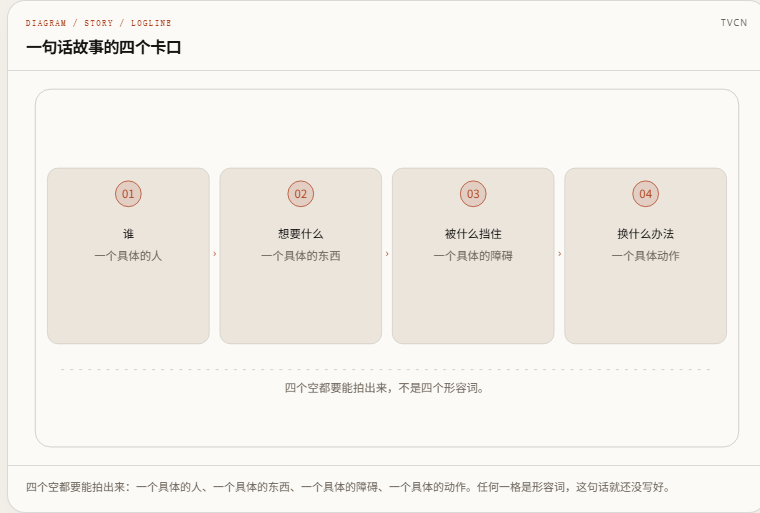 DIAGRAM / STORY / LOGLINE
TVCN
一句话故事的四个卡口
01
谁
一个具体的人
›
02
想要什么
一个具体的东西
›
03
被什么挡住
一个具体的障碍
›
04
换什么办法
一个具体动作
四个空都要能拍出来，不是四个形容词。
四个空都要能拍出来：一个具体的人、一个具体的东西、一个具体的障碍、一个具体的动作。任何一格是形容词，这句话就还没写好。